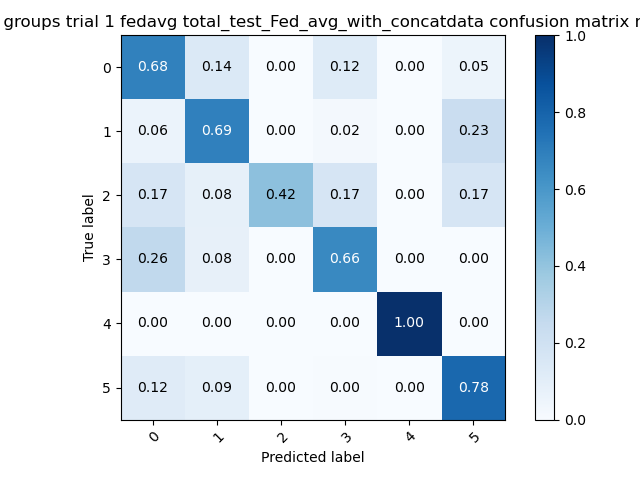 groups trial 1 fedavg total_test_Fed_avg_with_concatdata confusion matrix
1.0
0 0.68 0.14 0.00 0.12 0.00 0.05
0.8
1 0.06 0.69 0.00 0.02 0.00 0.23
0.6
2 0.17 0.08 0.42 0.17 0.00 0.17
0.4
3 0.26 0.08 0.00 0.66 0.00 0.00
4 0.00 0.00 0.00 0.00 1.00 0.00
0.2
5 0.12 0.09 0.00 0.00 0.00 0.78
0.0
True label
0 1 2 3 4 5
Predicted label